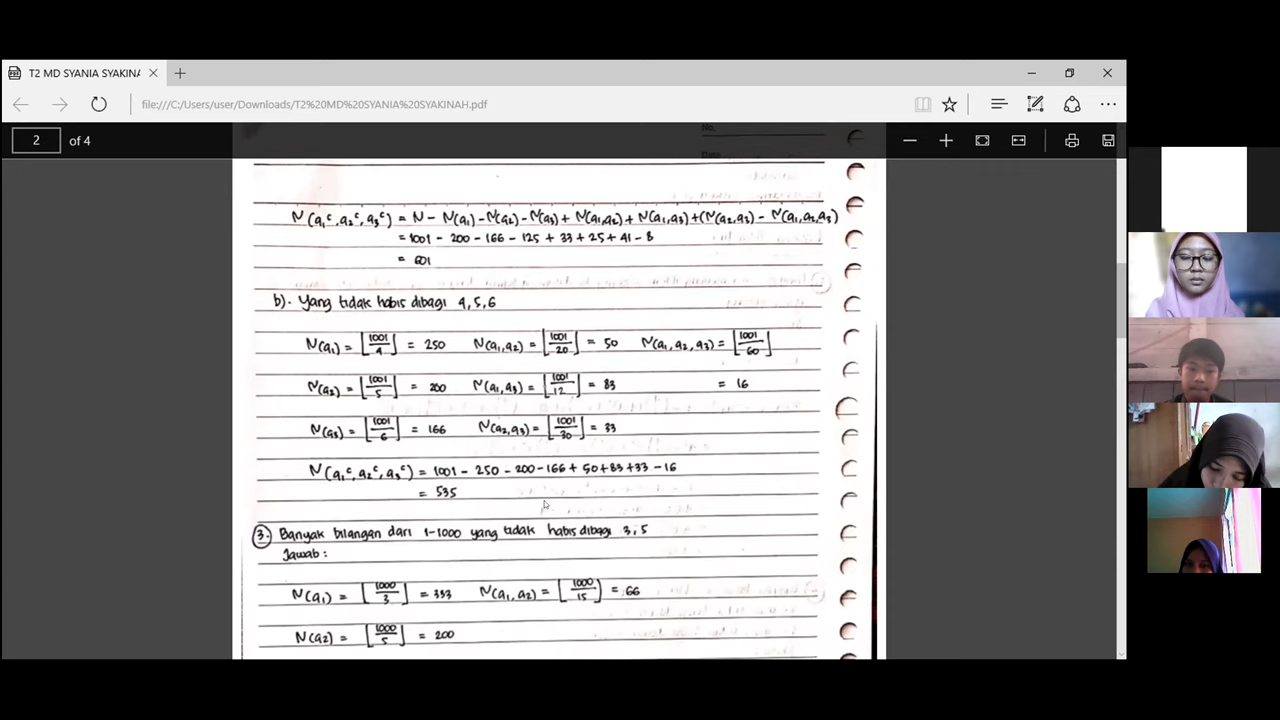 T2 MD SYANIA SYAKINA
file:///C:/Users/user/Downloads/T2%20MD%20SYANIA%20SYAKINAH.pdf
2 of 4
No.
Date
N(a₁ᶜ, a₂ᶜ, a₃ᶜ) = N - N(a₁) - N(a₂) - N(a₃) + N(a₁,a₂) + N(a₁,a₃) + (N(a₂,a₃) - N(a₁,a₂,a₃)
= 1001 - 200 - 166 - 125 + 33 + 25 + 41 - 8
= 601
b). Yang tidak habis dibagi 4, 5, 6
N(a₁) = ⌊1001/4⌋ = 250 N(a₁,a₂) = ⌊1001/20⌋ = 50 N(a₁,a₂,a₃) = ⌊1001/60⌋
N(a₂) = ⌊1001/5⌋ = 200 N(a₁,a₃) = ⌊1001/12⌋ = 83 = 16
N(a₃) = ⌊1001/6⌋ = 166 N(a₂,a₃) = ⌊1001/30⌋ = 33
N(a₁ᶜ, a₂ᶜ, a₃ᶜ) = 1001 - 250 - 200 - 166 + 50 + 83 + 33 - 16
= 535
3. Banyak bilangan dari 1-1000 yang tidak habis dibagi 3, 5
Jawab :
N(a₁) = ⌊1000/3⌋ = 333 N(a₁,a₂) = ⌊1000/15⌋ = 66
N(a₂) = ⌊1000/5⌋ = 200